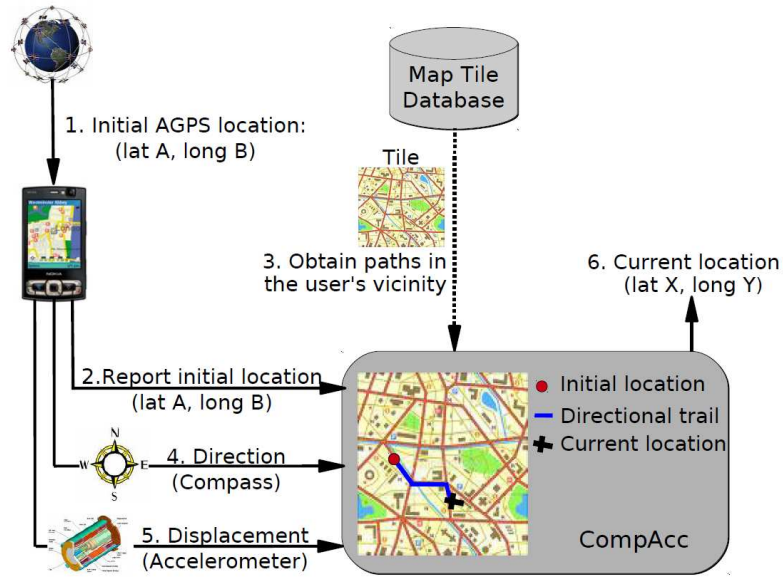 Map Tile
Database
1. Initial AGPS location:
(lat A, long B)
Tile
NOKIA
3. Obtain paths in
the user's vicinity
6. Current location
(lat X, long Y)
2.Report initial location
(lat A, long B)
Initial location
Directional trail
Current location
N
W
E
S
4. Direction
(Compass)
5. Displacement
(Accelerometer)
CompAcc